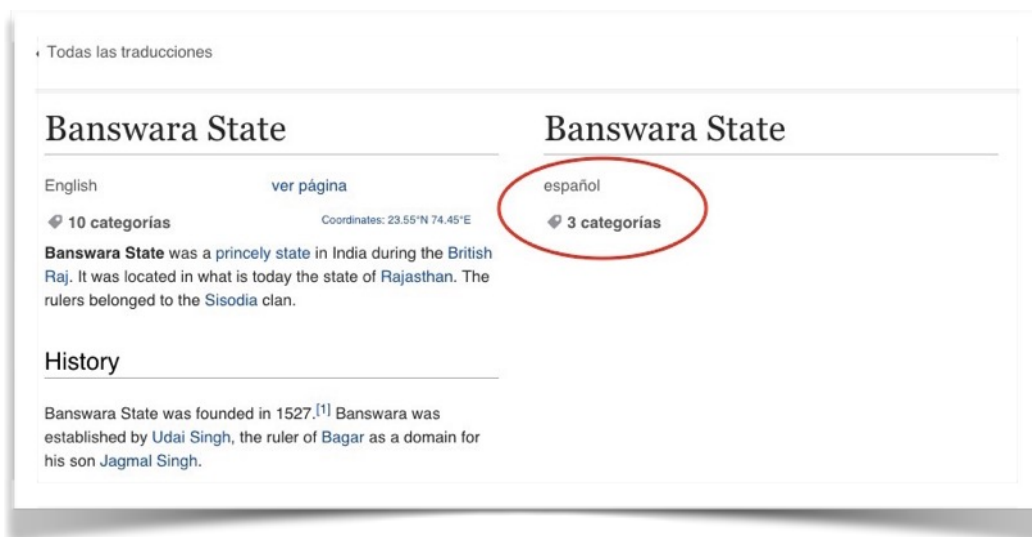 Todas las traducciones
Banswara State
English
ver página
10 categorías
Coordinates: 23.55°N 74.45°E
Banswara State was a princely state in India during the British
Raj. It was located in what is today the state of Rajasthan. The
rulers belonged to the Sisodia clan.
History
Banswara State was founded in 1527.[1] Banswara was
established by Udai Singh, the ruler of Bagar as a domain for
his son Jagmal Singh.
Banswara State
español
3 categorías